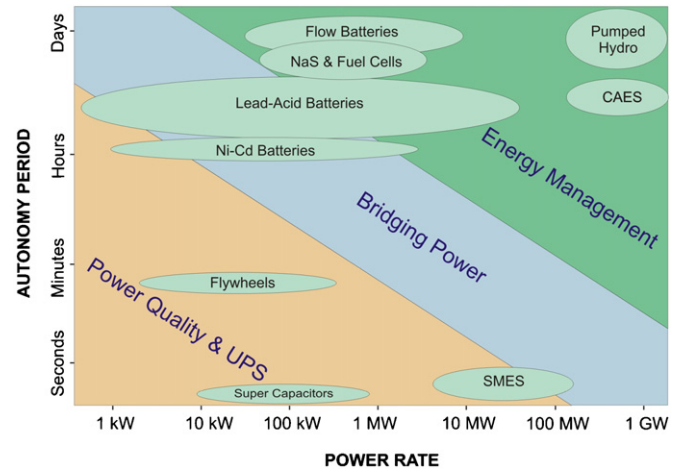 AUTONOMY PERIOD
Days
Hours
Minutes
Seconds
Flow Batteries
NaS & Fuel Cells
Lead-Acid Batteries
Ni-Cd Batteries
Pumped
Hydro
CAES
Energy Management
Bridging Power
Power Quality & UPS
Flywheels
Super Capacitors
SMES
1 kW
10 kW
100 kW
1 MW
10 MW
100 MW
1 GW
POWER RATE